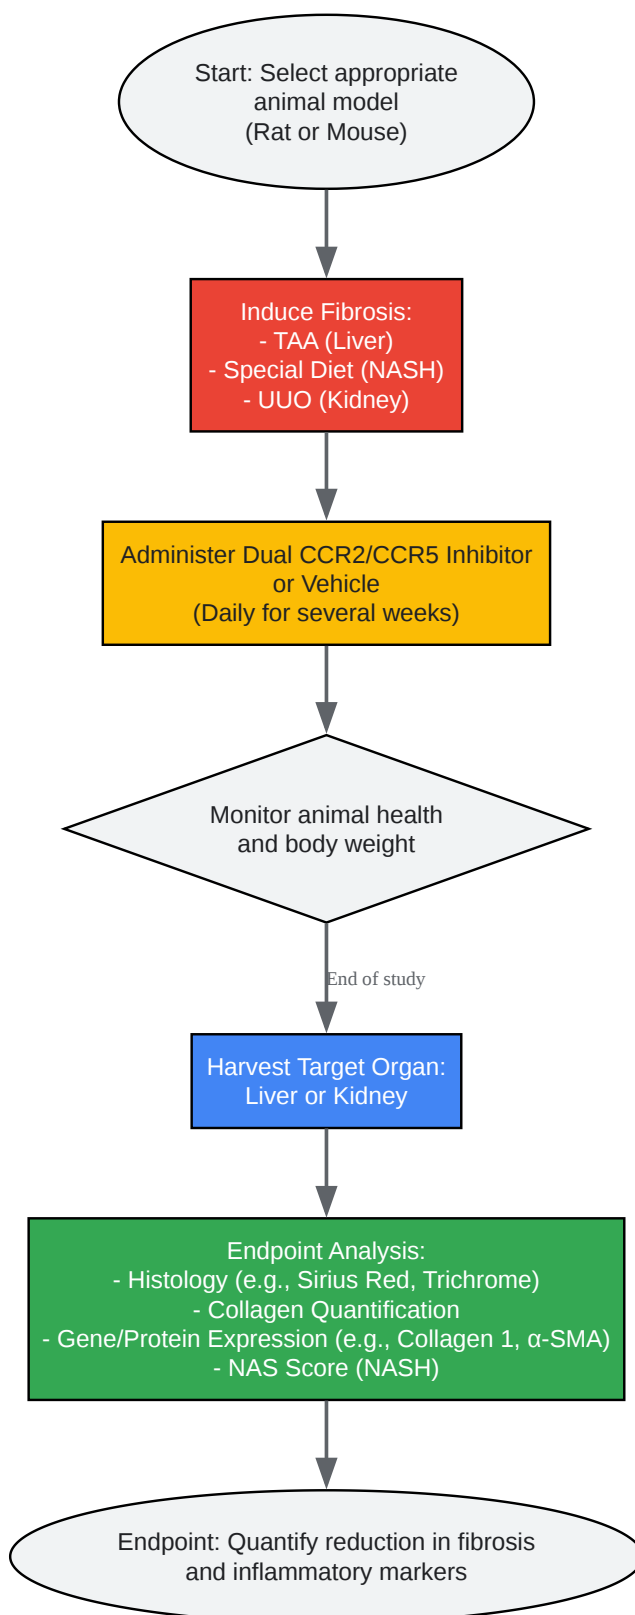 Start: Select appropriate
animal model
(Rat or Mouse)
Induce Fibrosis:
- TAA (Liver)
- Special Diet (NASH)
- UUO (Kidney)
Administer Dual CCR2/CCR5 Inhibitor
or Vehicle
(Daily for several weeks)
Monitor animal health
and body weight
End of study
Harvest Target Organ:
Liver or Kidney
Endpoint Analysis:
- Histology (e.g., Sirius Red, Trichrome)
- Collagen Quantification
- Gene/Protein Expression (e.g., Collagen 1, α-SMA)
- NAS Score (NASH)
Endpoint: Quantify reduction in fibrosis
and inflammatory markers